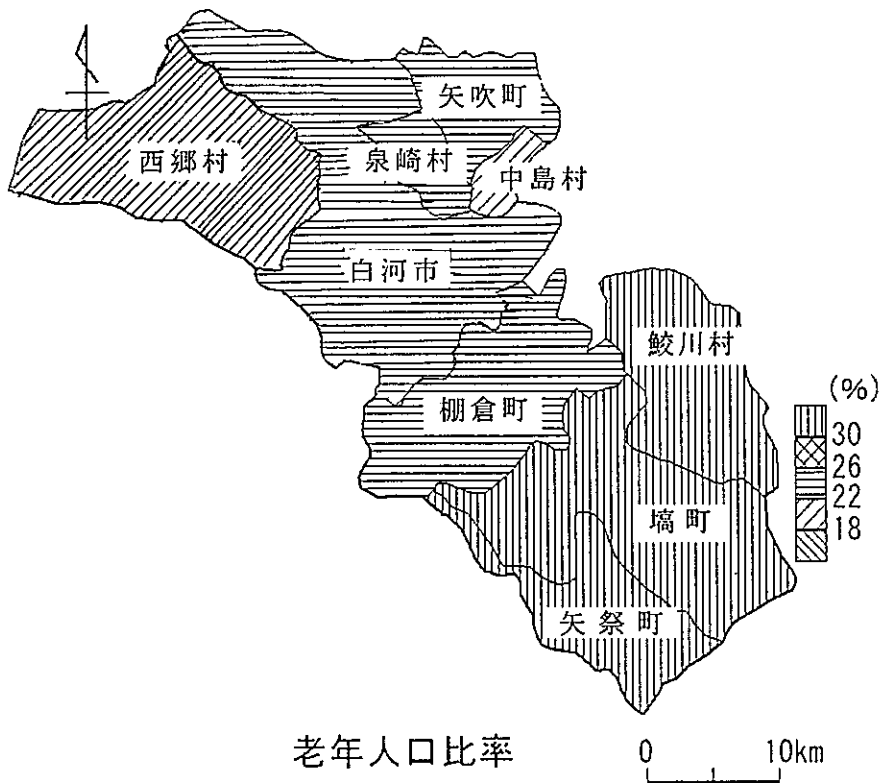 矢吹町
西郷村
泉崎村
中島村
白河市
鮫川村
(%)
30
26
22
18
棚倉町
塙町
矢祭町
老年人口比率
0 10km